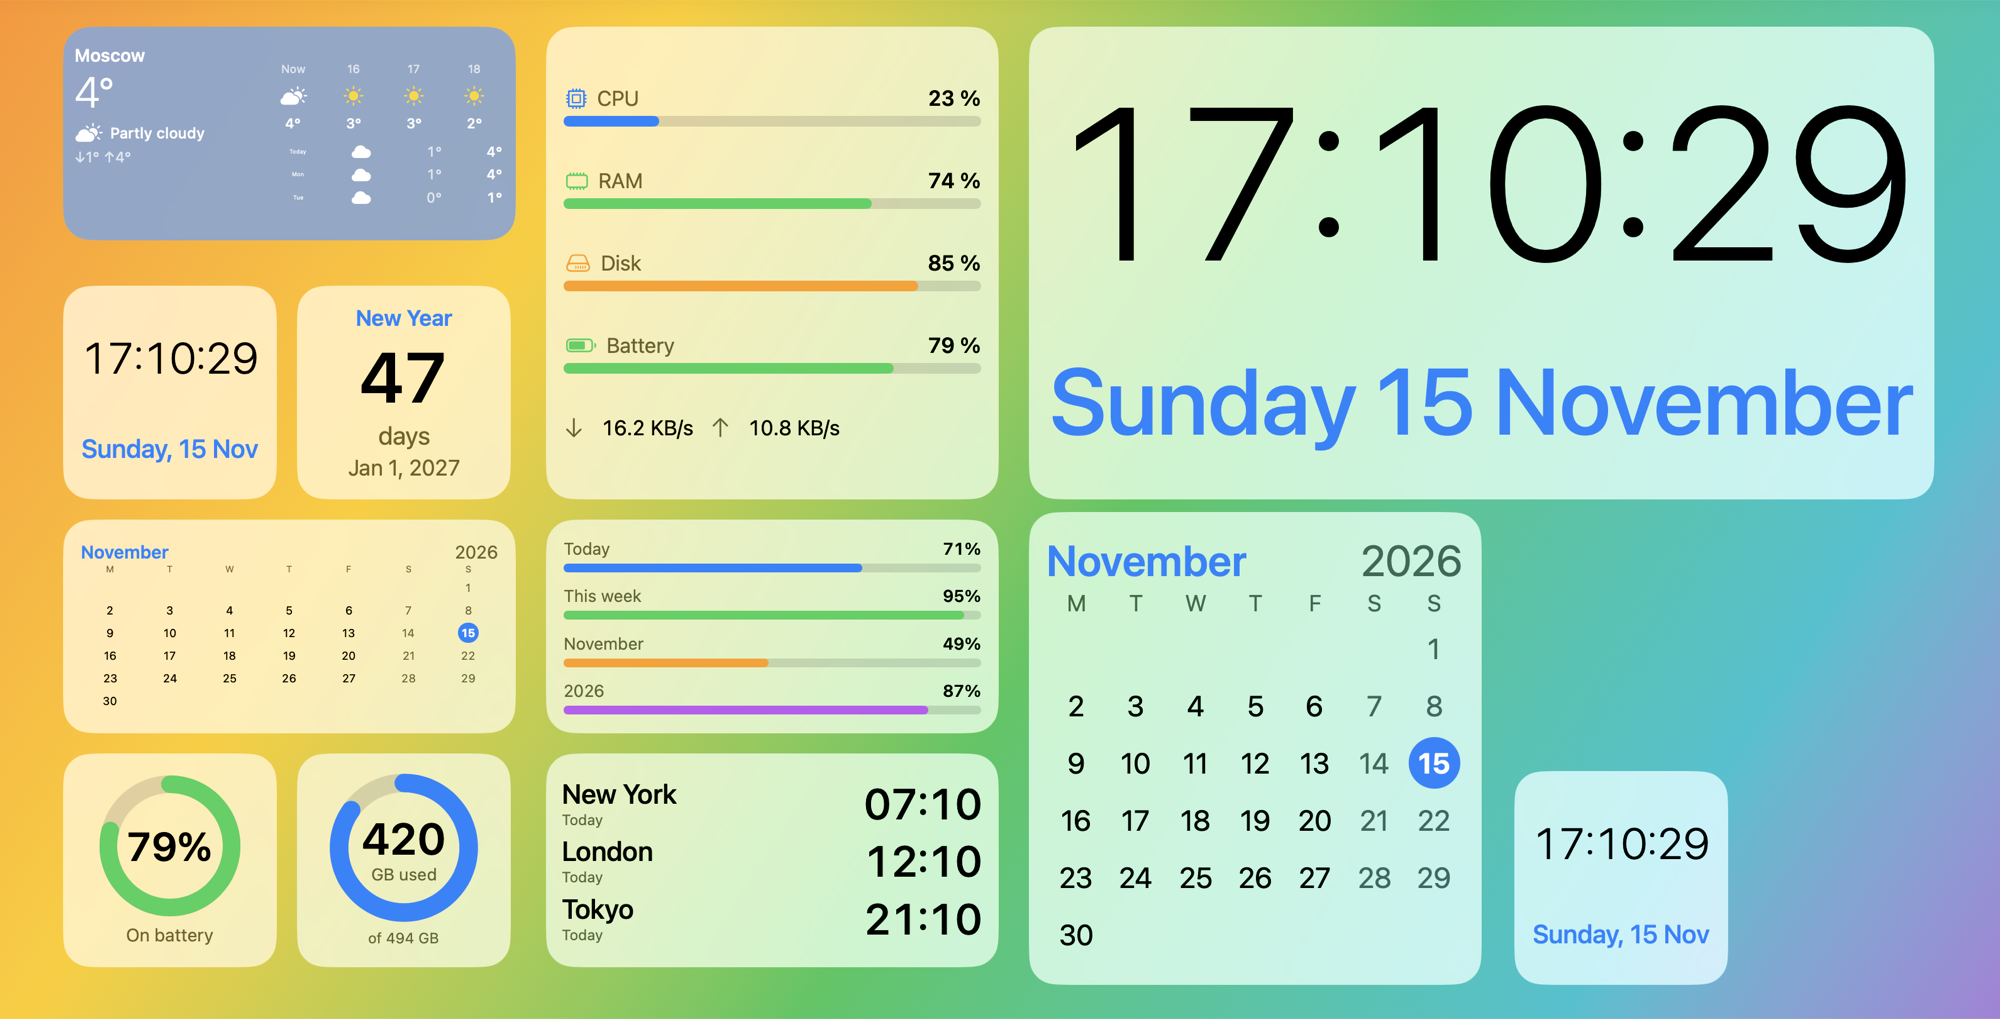 Moscow
4°
Partly cloudy
↓1° ↑4°
Now 16 17 18
4° 3° 3° 2°
Today 1° 4°
Mon 1° 4°
Tue 0° 1°
17:10:29
Sunday, 15 Nov
New Year
47
days
Jan 1, 2027
CPU 23 %
RAM 74 %
Disk 85 %
Battery 79 %
↓ 16.2 KB/s ↑ 10.8 KB/s
17:10:29
Sunday 15 November
November 2026
M T W T F S S
1
2 3 4 5 6 7 8
9 10 11 12 13 14 15
16 17 18 19 20 21 22
23 24 25 26 27 28 29
30
Today 71%
This week 95%
November 49%
2026 87%
November 2026
M T W T F S S
1
2 3 4 5 6 7 8
9 10 11 12 13 14 15
16 17 18 19 20 21 22
23 24 25 26 27 28 29
30
79%
On battery
420
GB used
of 494 GB
New York 07:10
Today
London 12:10
Today
Tokyo 21:10
Today
17:10:29
Sunday, 15 Nov